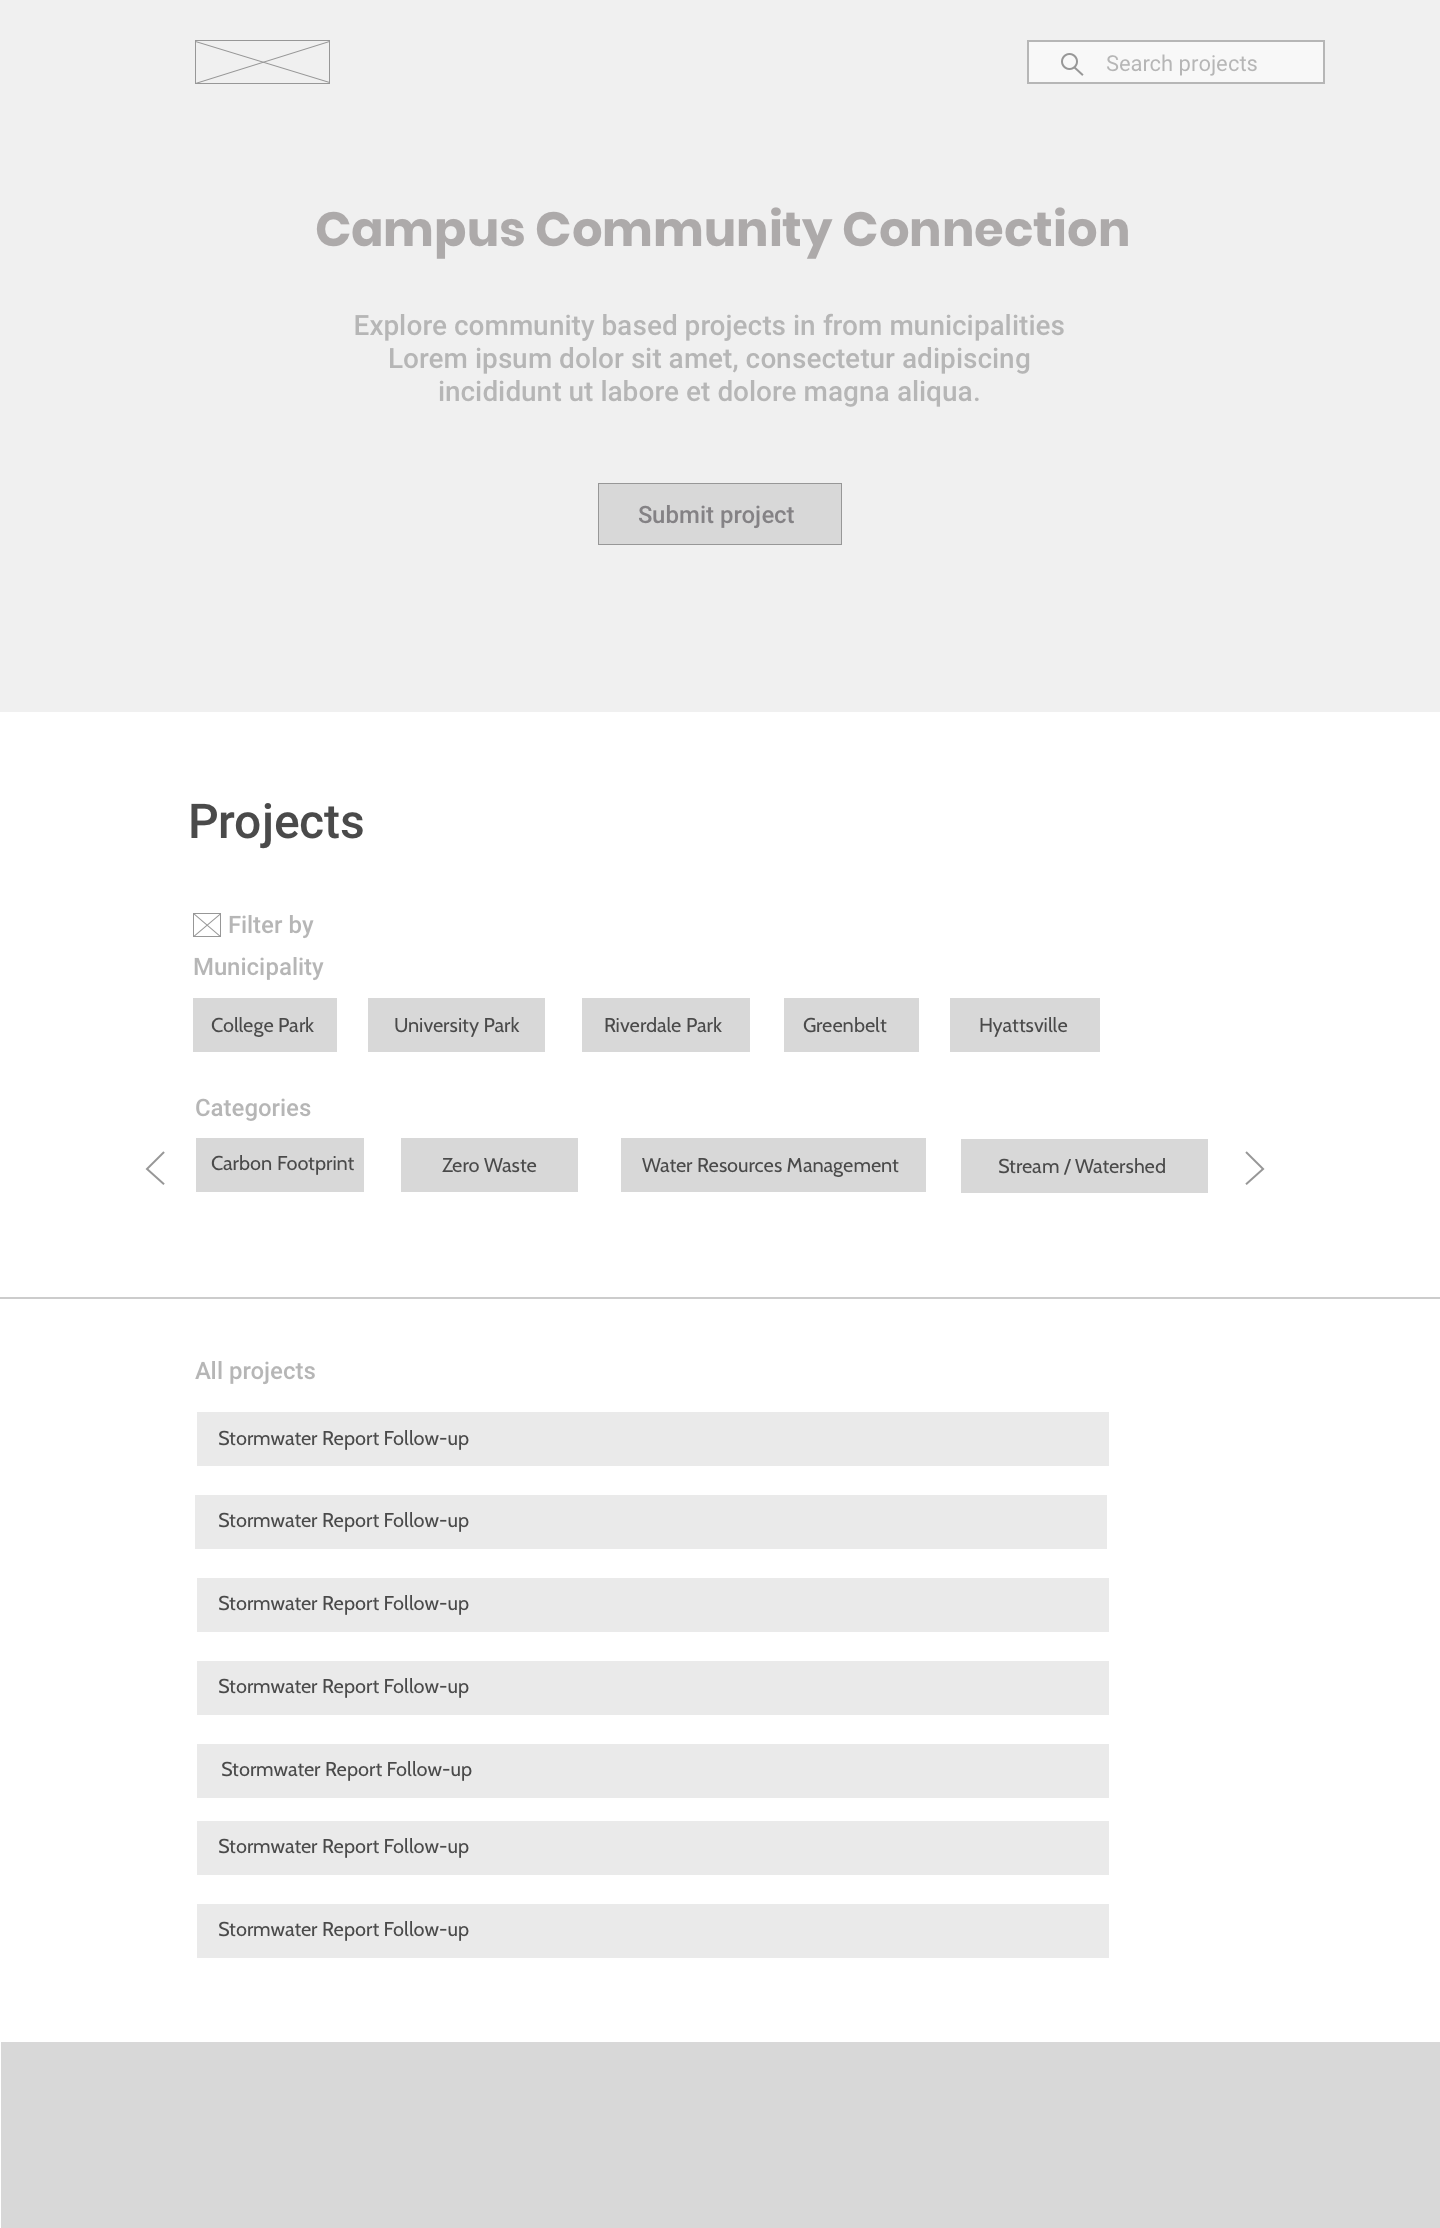 Search projects
Campus Community Connection
Explore community based projects in from municipalities
Lorem ipsum dolor sit amet, consectetur adipiscing
incididunt ut labore et dolore magna aliqua.
Submit project
Projects
Filter by
Municipality
College Park
University Park
Riverdale Park
Greenbelt
Hyattsville
Categories
Carbon Footprint
Zero Waste
Water Resources Management
Stream / Watershed
All projects
Stormwater Report Follow-up
Stormwater Report Follow-up
Stormwater Report Follow-up
Stormwater Report Follow-up
Stormwater Report Follow-up
Stormwater Report Follow-up
Stormwater Report Follow-up